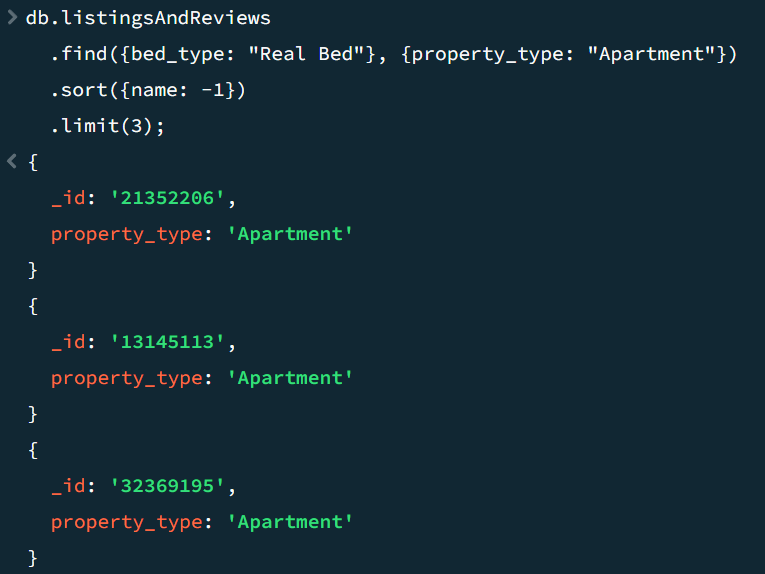 > db.listingsAndReviews
.find({bed_type: "Real Bed"}, {property_type: "Apartment"})
.sort({name: -1})
.limit(3);
< {
_id: '21352206',
property_type: 'Apartment'
}
{
_id: '13145113',
property_type: 'Apartment'
}
{
_id: '32369195',
property_type: 'Apartment'
}